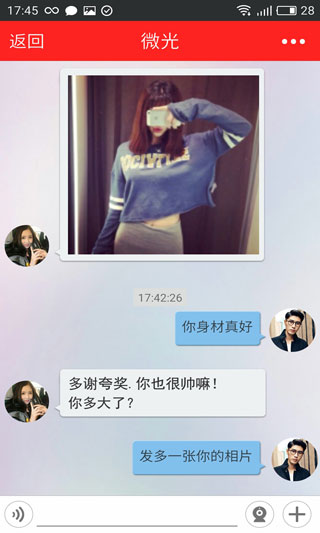 17:45
28
返回
微光
17:42:26
你身材真好
多谢夸奖.你也很帅嘛！
你多大了？
发多一张你的相片